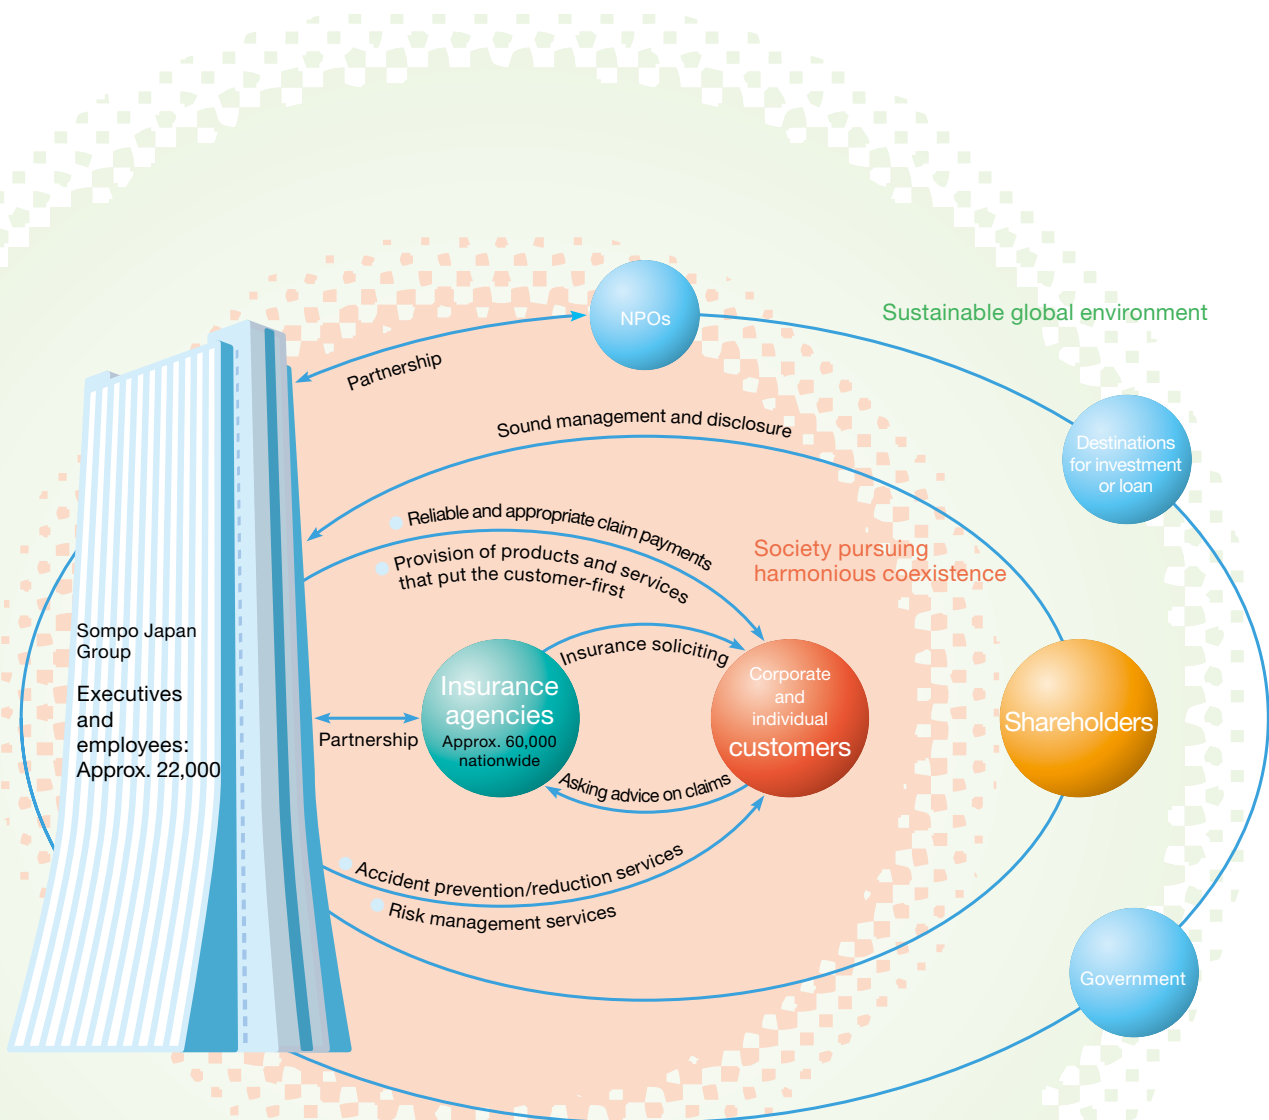 NPOs
Sustainable global environment
Partnership
Sound management and disclosure
Destinations
for investment
or loan
Reliable and appropriate claim payments
Provision of products and services
that put the customer-first
Society pursuing
harmonious coexistence
Sompo Japan
Group
Executives
and
employees:
Approx. 22,000
Partnership
Insurance
agencies
Approx. 60,000
nationwide
Insurance soliciting
Corporate
and
individual
customers
Asking advice on claims
Shareholders
Accident prevention/reduction services
Risk management services
Government